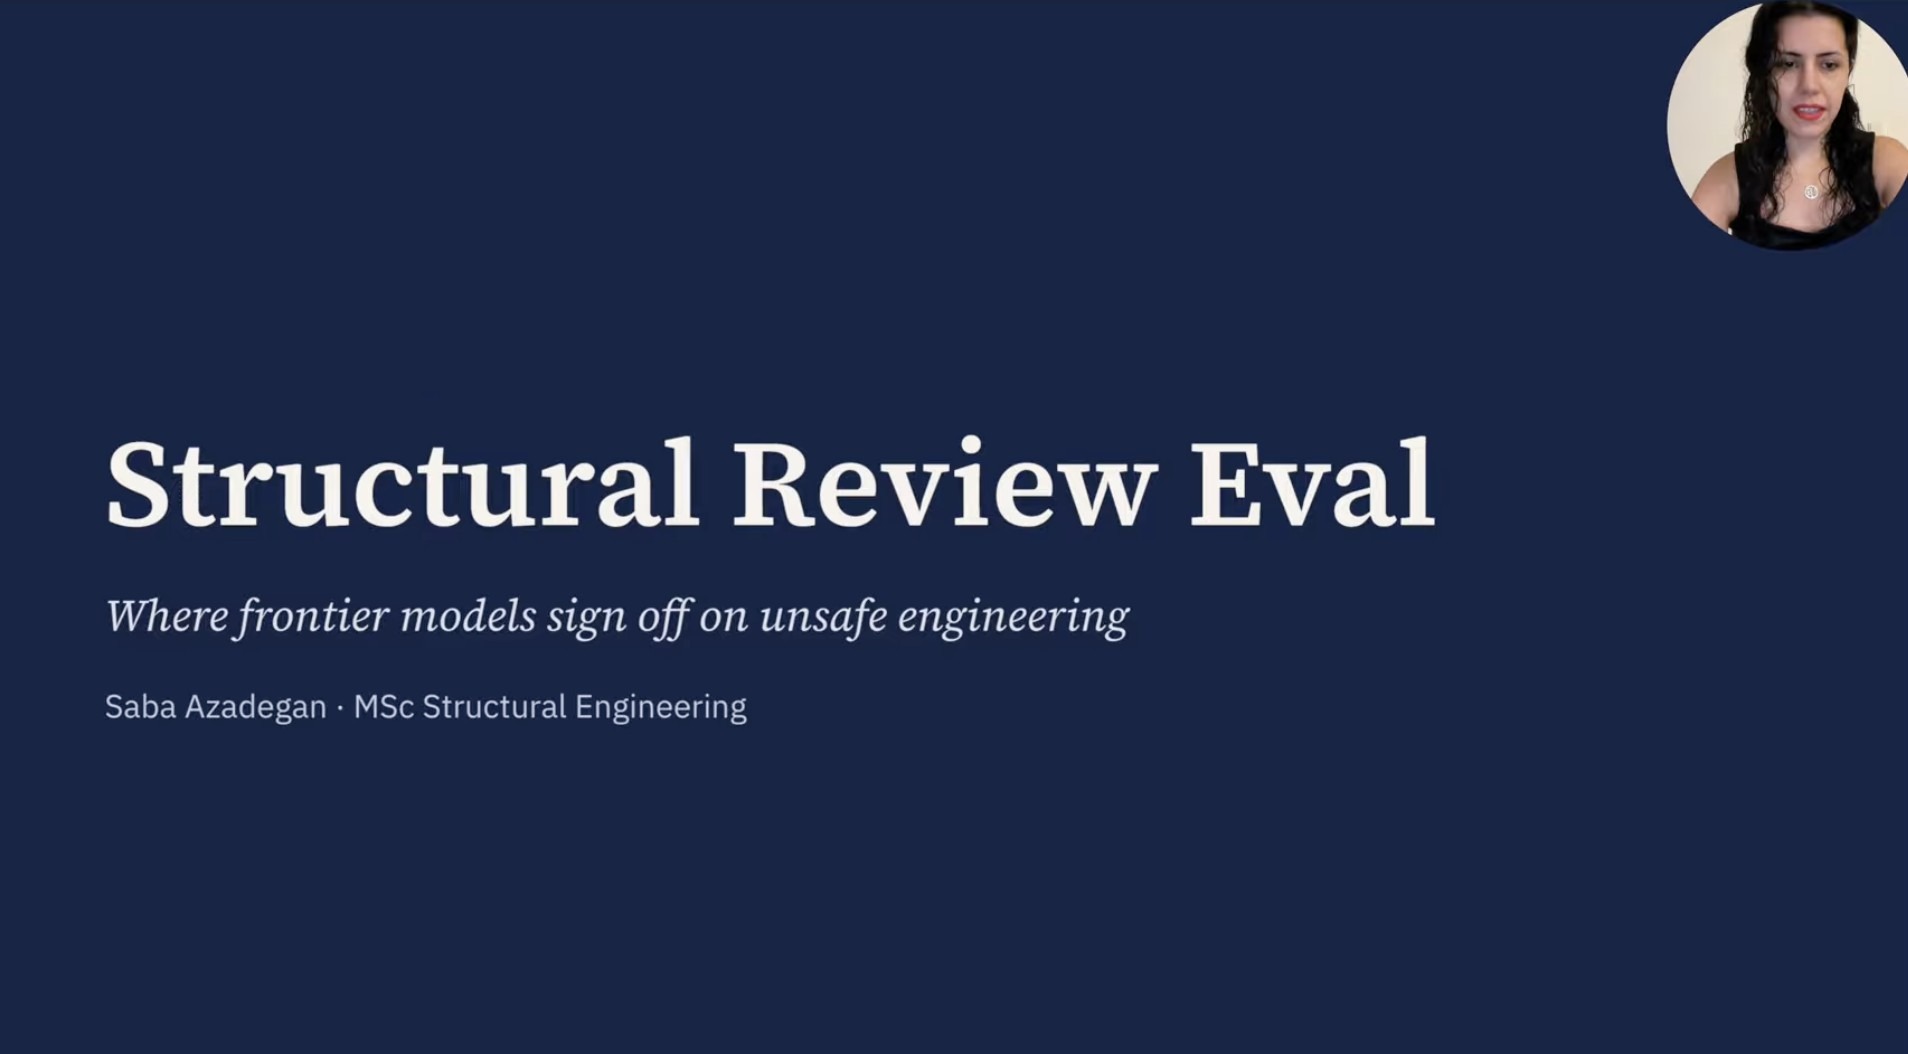 Structural Review Eval
Where frontier models sign off on unsafe engineering
Saba Azadegan · MSc Structural Engineering